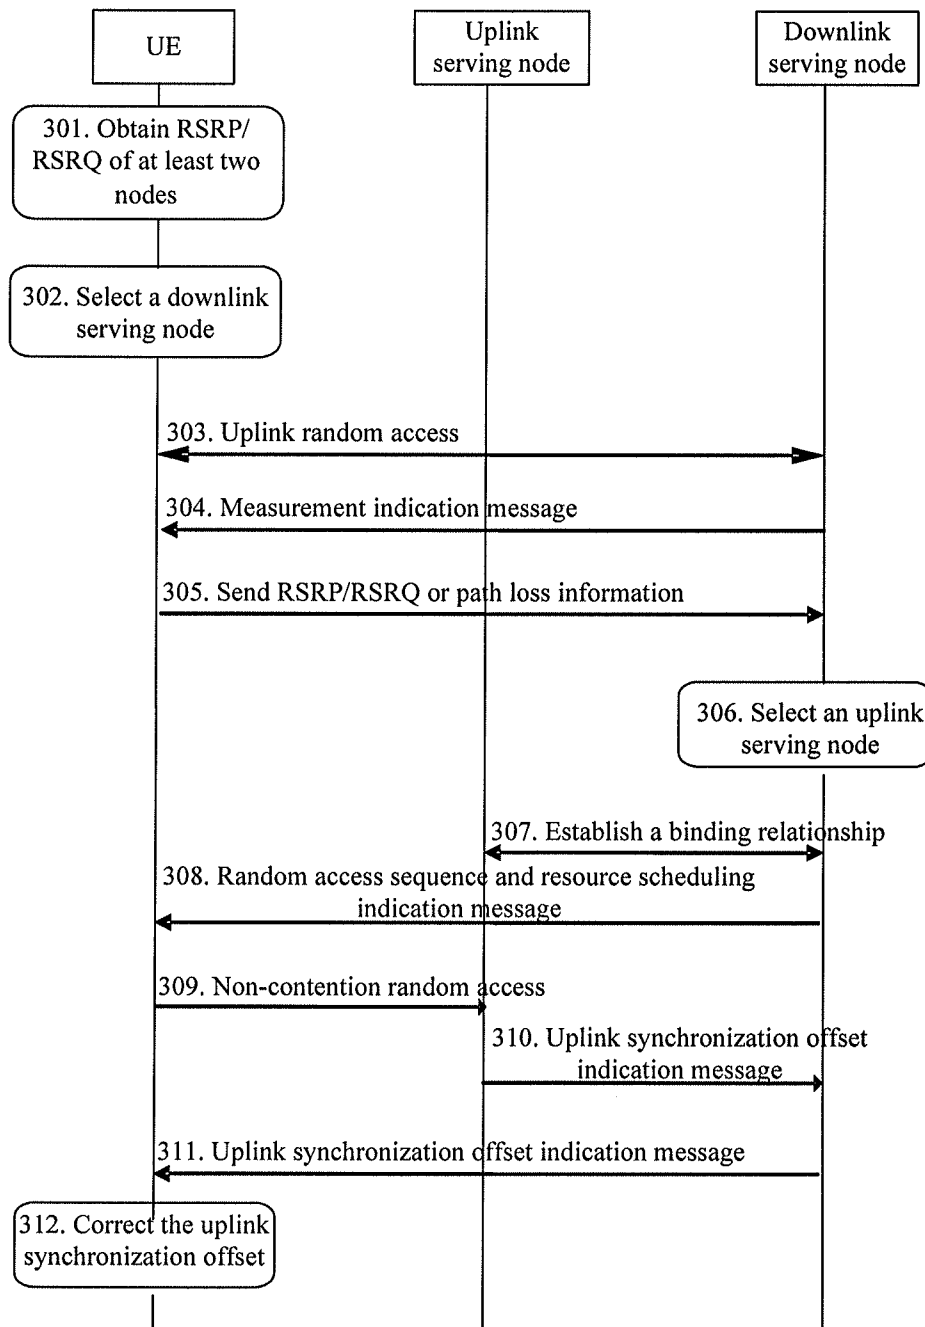 UE
Uplink
serving node
Downlink
serving node
301. Obtain RSRP/
RSRQ of at least two
nodes
302. Select a downlink
serving node
303. Uplink random access
304. Measurement indication message
305. Send RSRP/RSRQ or path loss information
306. Select an uplink
serving node
307. Establish a binding relationship
308. Random access sequence and resource scheduling
indication message
309. Non-contention random access
310. Uplink synchronization offset
indication message
311. Uplink synchronization offset indication message
312. Correct the uplink
synchronization offset